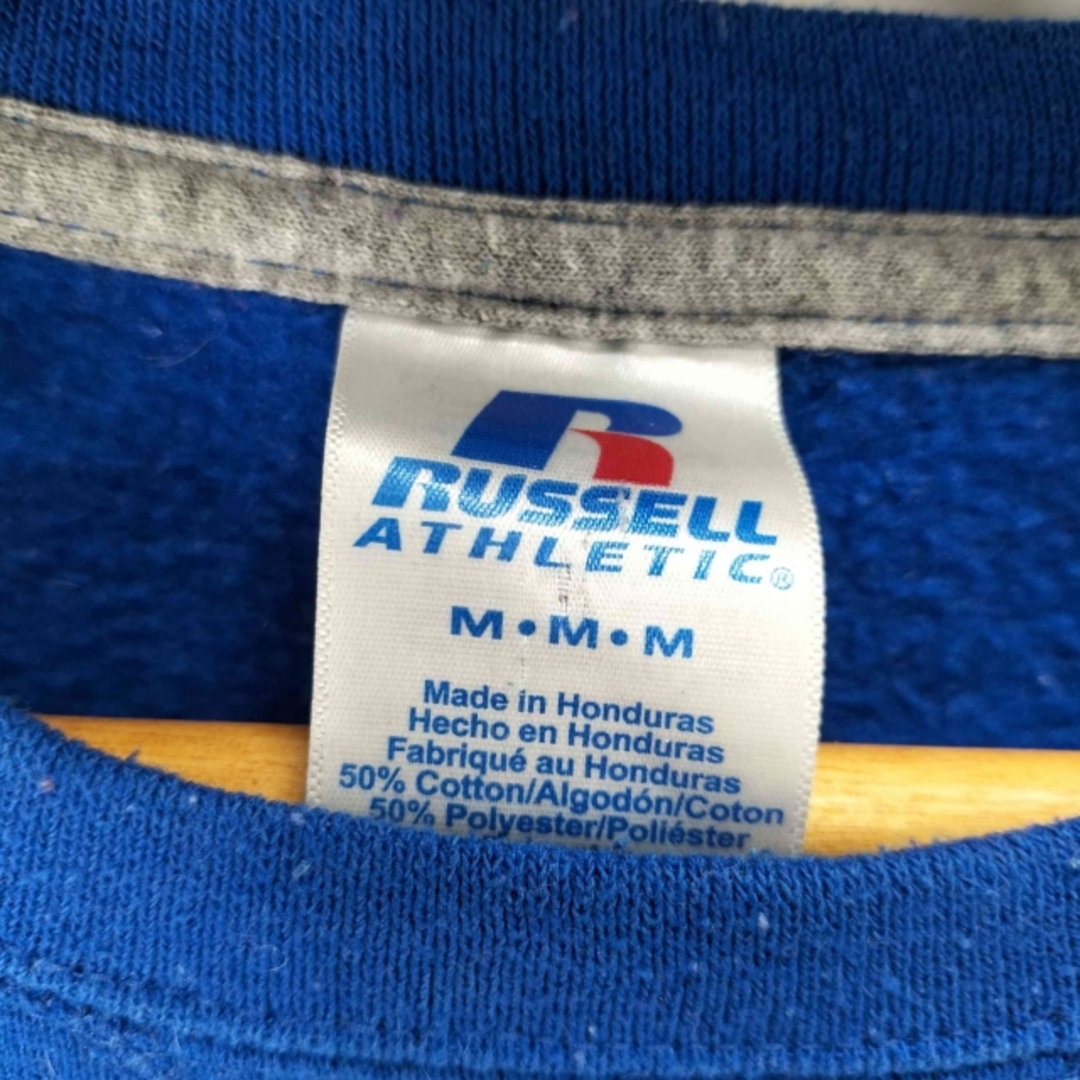 R
RUSSELL
ATHLETIC®
M•M•M
Made in Honduras
Hecho en Honduras
Fabriqué au Honduras
50% Cotton/Algodón/Coton
50% Polyester/Poliéster